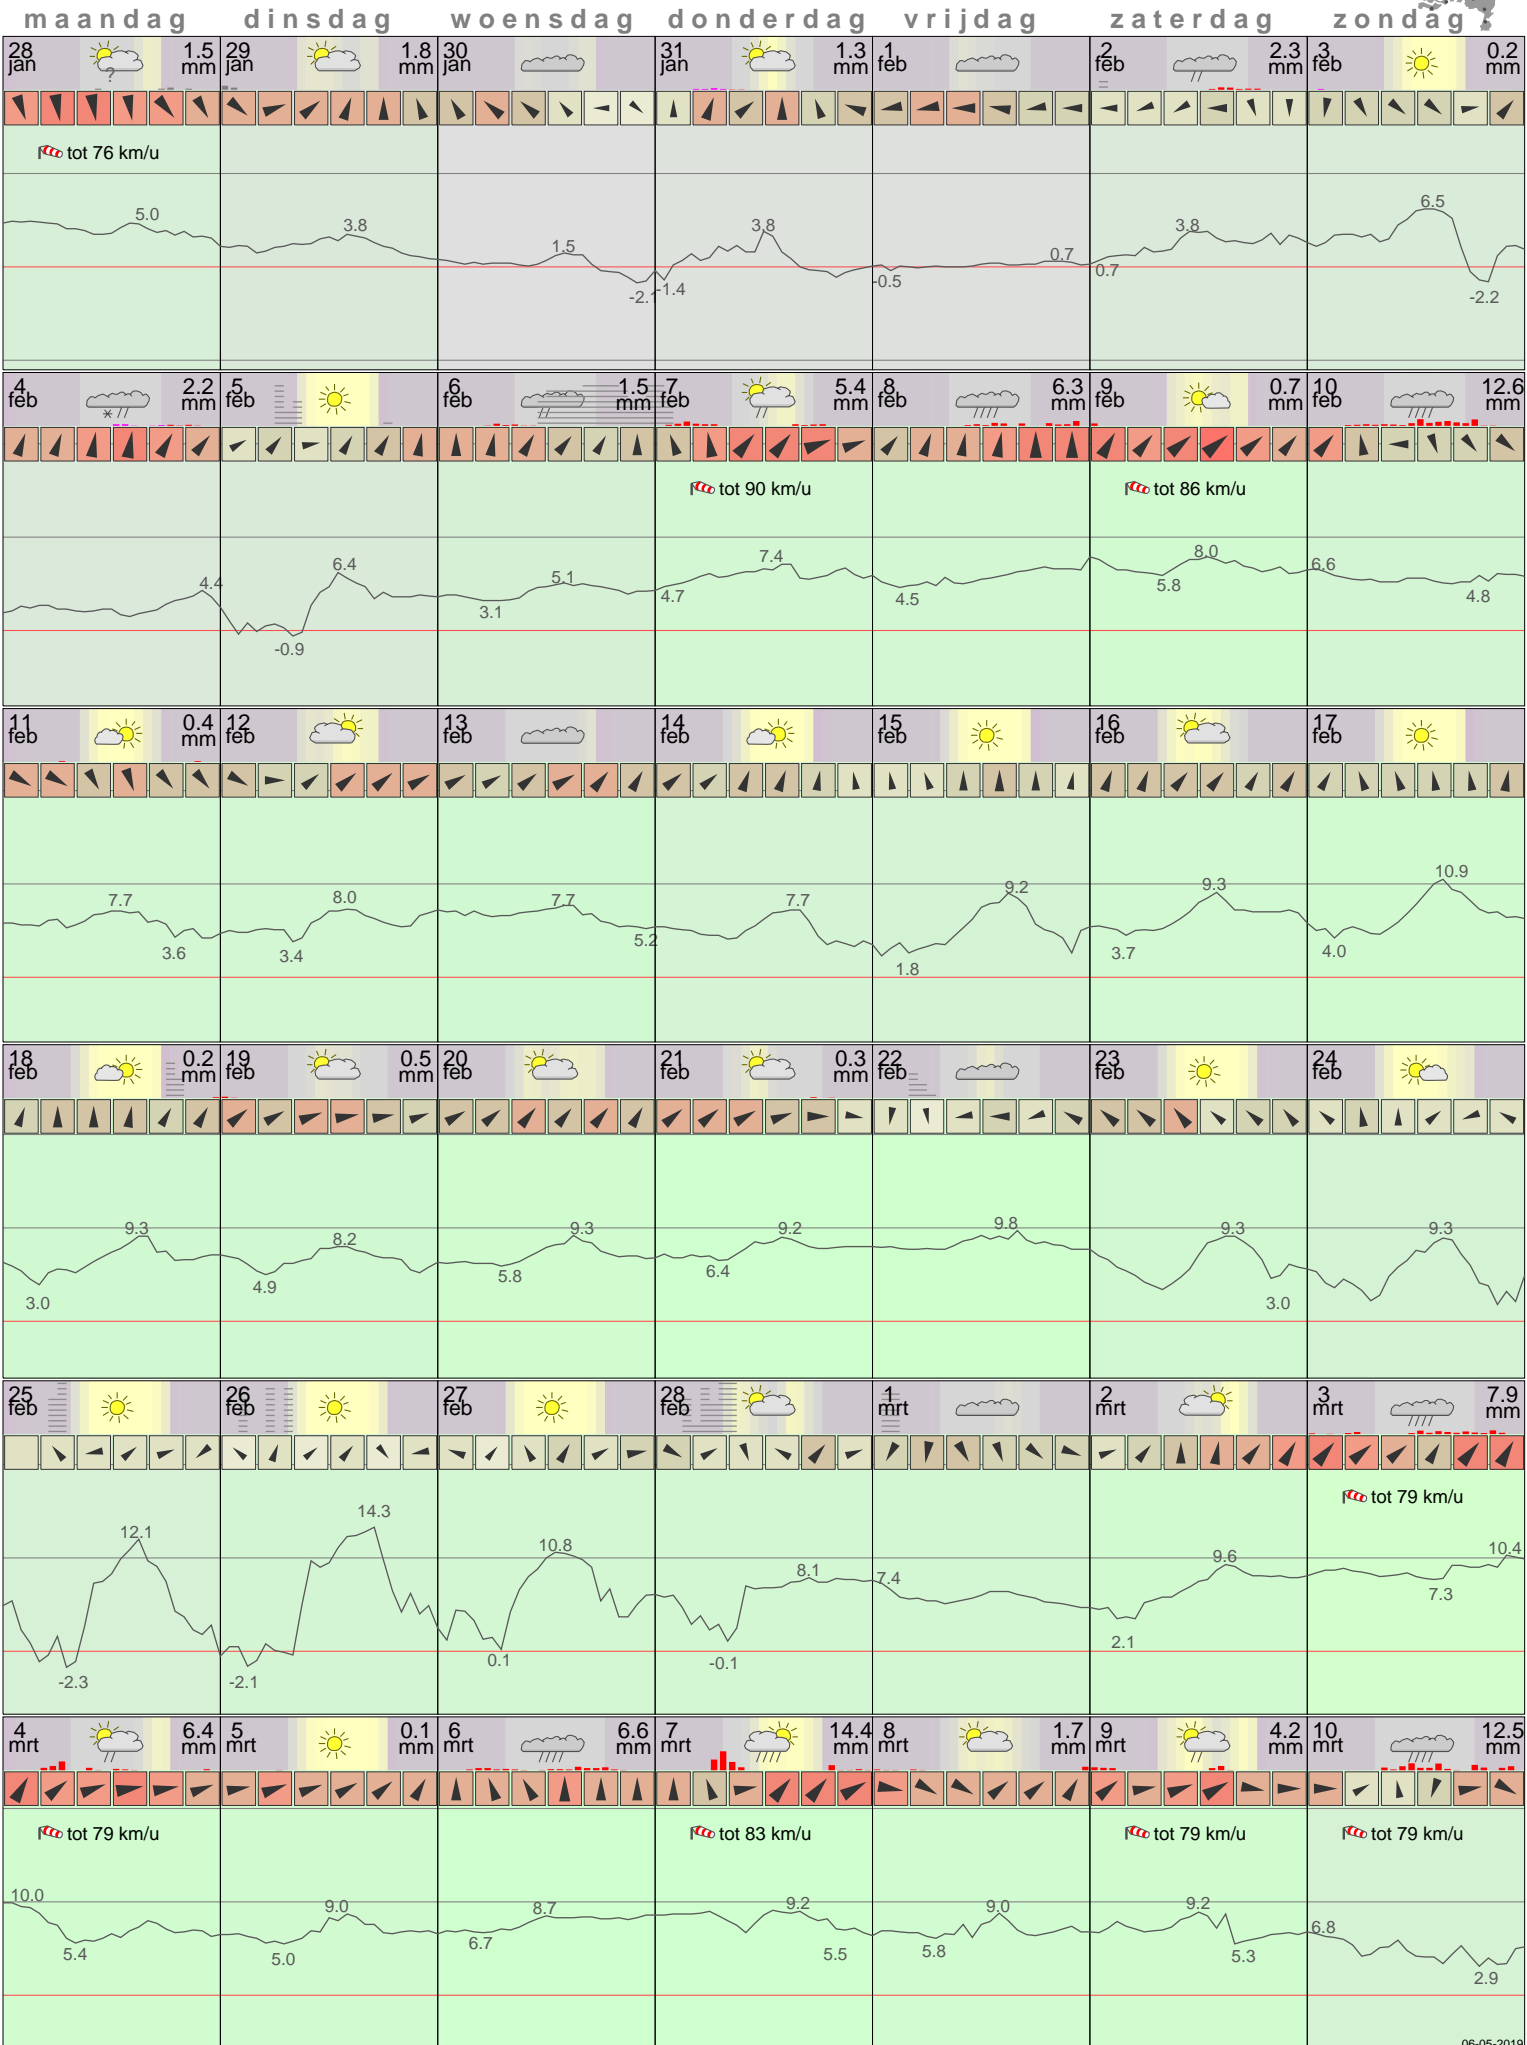 maandag dinsdag woensdag donderdag vrijdag zaterdag zondag
28 jan 1.5 mm 29 jan 1.8 mm 30 jan 31 jan 1.3 mm 1 feb 2 feb 2.3 mm 3 feb 0.2 mm
?
tot 76 km/u
5.0 3.8 1.5 -2.1 -1.4 3.8 -0.5 0.7 0.7 3.8 6.5 -2.2
4 feb 2.2 mm 5 feb 6 feb 1.5 mm 7 feb 5.4 mm 8 feb 6.3 mm 9 feb 0.7 mm 10 feb 12.6 mm
tot 90 km/u tot 86 km/u
4.4 -0.9 6.4 3.1 5.1 4.7 7.4 4.5 5.8 8.0 6.6 4.8
11 feb 0.4 mm 12 feb 13 feb 14 feb 15 feb 16 feb 17 feb
7.7 3.6 3.4 8.0 7.7 5.2 7.7 1.8 9.2 3.7 9.3 4.0 10.9
18 feb 0.2 mm 19 feb 0.5 mm 20 feb 21 feb 0.3 mm 22 feb 23 feb 24 feb
3.0 9.3 4.9 8.2 5.8 9.3 6.4 9.2 9.8 9.3 3.0 9.3
25 feb 26 feb 27 feb 28 feb 1 mrt 2 mrt 3 mrt 7.9 mm
tot 79 km/u
-2.3 12.1 -2.1 14.3 0.1 10.8 -0.1 8.1 7.4 2.1 9.6 7.3 10.4
4 mrt 6.4 mm 5 mrt 0.1 mm 6 mrt 6.6 mm 7 mrt 14.4 mm 8 mrt 1.7 mm 9 mrt 4.2 mm 10 mrt 12.5 mm
tot 79 km/u tot 83 km/u tot 79 km/u tot 79 km/u
10.0 5.4 5.0 9.0 6.7 8.7 9.2 5.5 5.8 9.0 9.2 5.3 6.8 2.9
06-05-2019